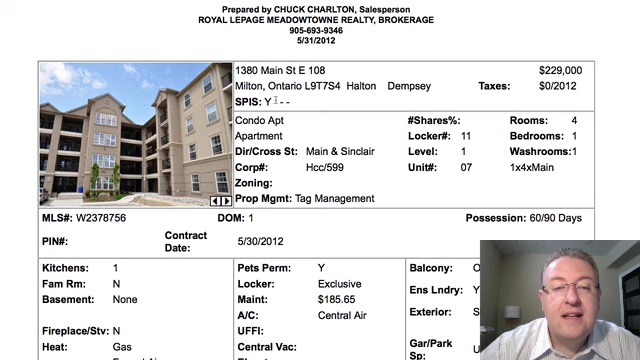 Prepared by CHUCK CHARLTON, Salesperson
ROYAL LEPAGE MEADOWTOWNE REALTY, BROKERAGE
905-693-9346
5/31/2012
1380 Main St E 108 $229,000
Milton, Ontario L9T7S4 Halton Dempsey Taxes: $0/2012
SPIS: Y - -
Condo Apt #Shares%: Rooms: 4
Apartment Locker#: 11 Bedrooms: 1
Dir/Cross St: Main & Sinclair Level: 1 Washrooms:1
Corp#: Hcc/599 Unit#: 07 1x4xMain
Zoning:
Prop Mgmt: Tag Management
MLS#: W2378756 DOM: 1 Possession: 60/90 Days
PIN#: Contract Date: 5/30/2012
Kitchens: 1 Pets Perm: Y Balcony:
Fam Rm: N Locker: Exclusive Ens Lndry: Y
Basement: None Maint: $185.65
A/C: Central Air Exterior:
Fireplace/Stv: N UFFI:
Heat: Gas Central Vac: Gar/Park Sp: